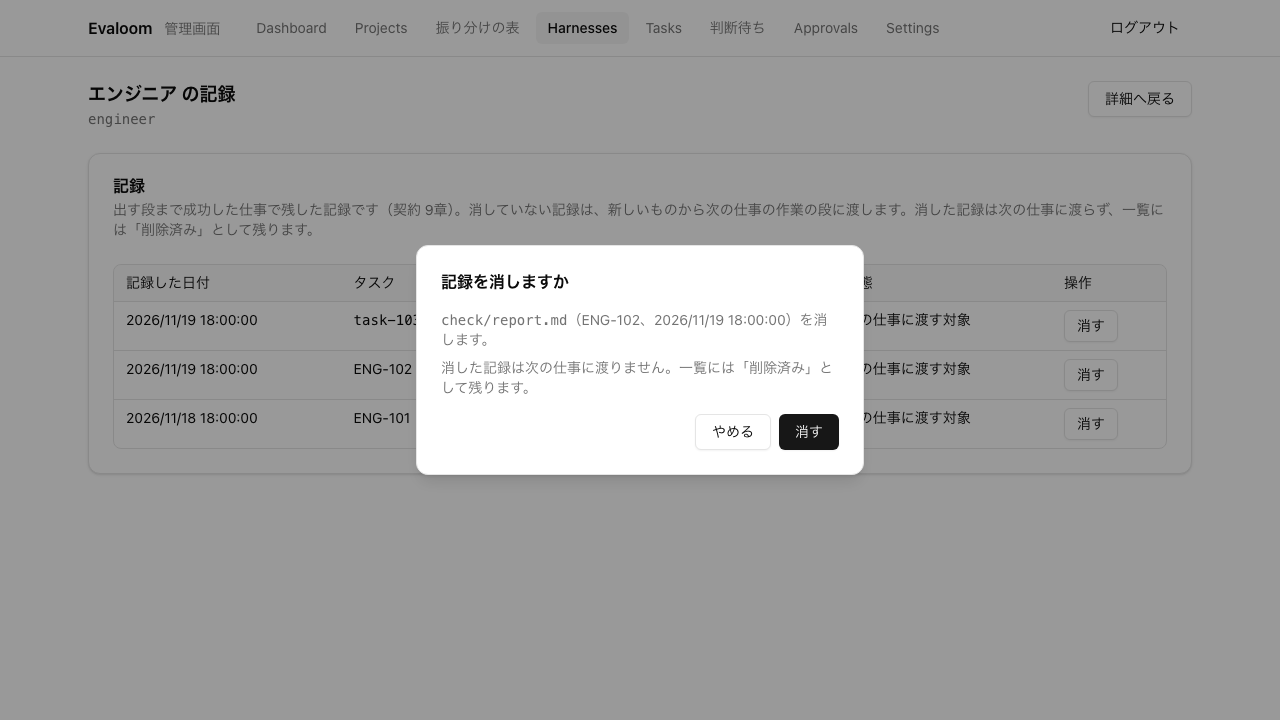 Evaloom 管理画面 Dashboard Projects 振り分けの表 Harnesses Tasks 判断待ち Approvals Settings ログアウト
エンジニア の記録
詳細へ戻る
engineer
記録
出す段まで成功した仕事で残した記録です（契約 9章）。消していない記録は、新しいものから次の仕事の作業の段に渡します。消した記録は次の仕事に渡らず、一覧に
は「削除済み」として残ります。
記録した日付 タスク 操作
2026/11/19 18:00:00 task-103 の仕事に渡す対象 消す
2026/11/19 18:00:00 ENG-102 の仕事に渡す対象 消す
2026/11/18 18:00:00 ENG-101 の仕事に渡す対象 消す
記録を消しますか
check/report.md（ENG-102、2026/11/19 18:00:00）を消
します。
消した記録は次の仕事に渡りません。一覧には「削除済み」と
して残ります。
やめる 消す